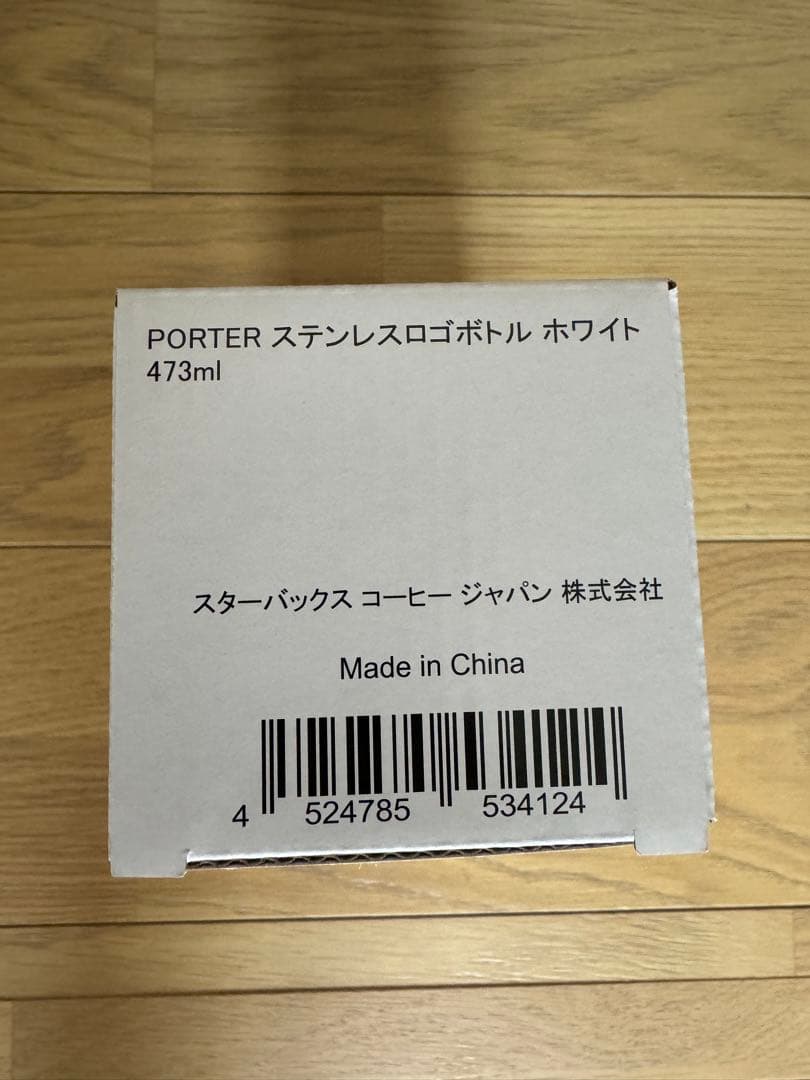 PORTER ステンレスロゴボトル ホワイト
473ml
スターバックス コーヒー ジャパン 株式会社
Made in China
4 524785 534124